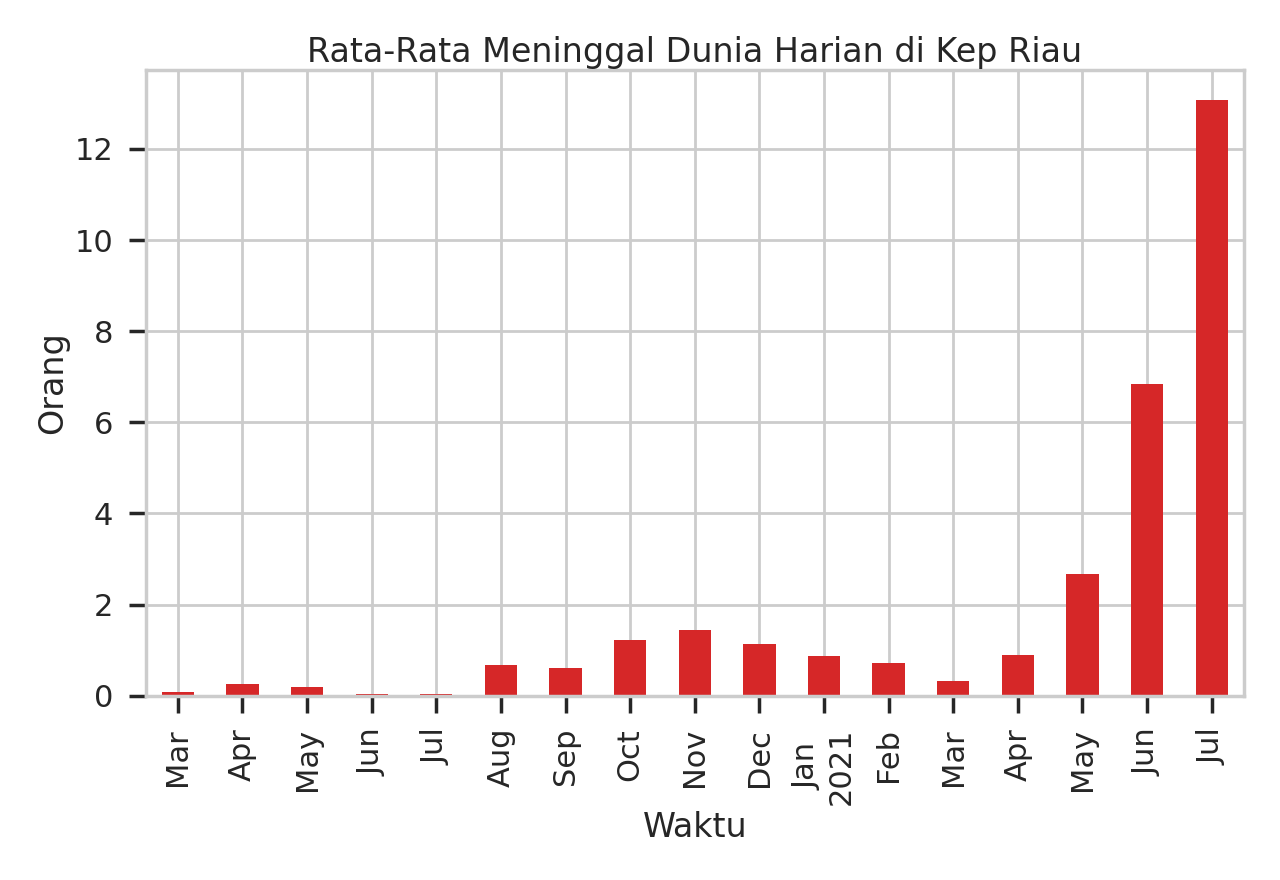 Rata-Rata Meninggal Dunia Harian di Kep Riau
Orang
12
10
8
6
4
2
0
Mar
Apr
May
Jun
Jul
Aug
Sep
Oct
Nov
Dec
Jan
2021
Feb
Mar
Apr
May
Jun
Jul
Waktu